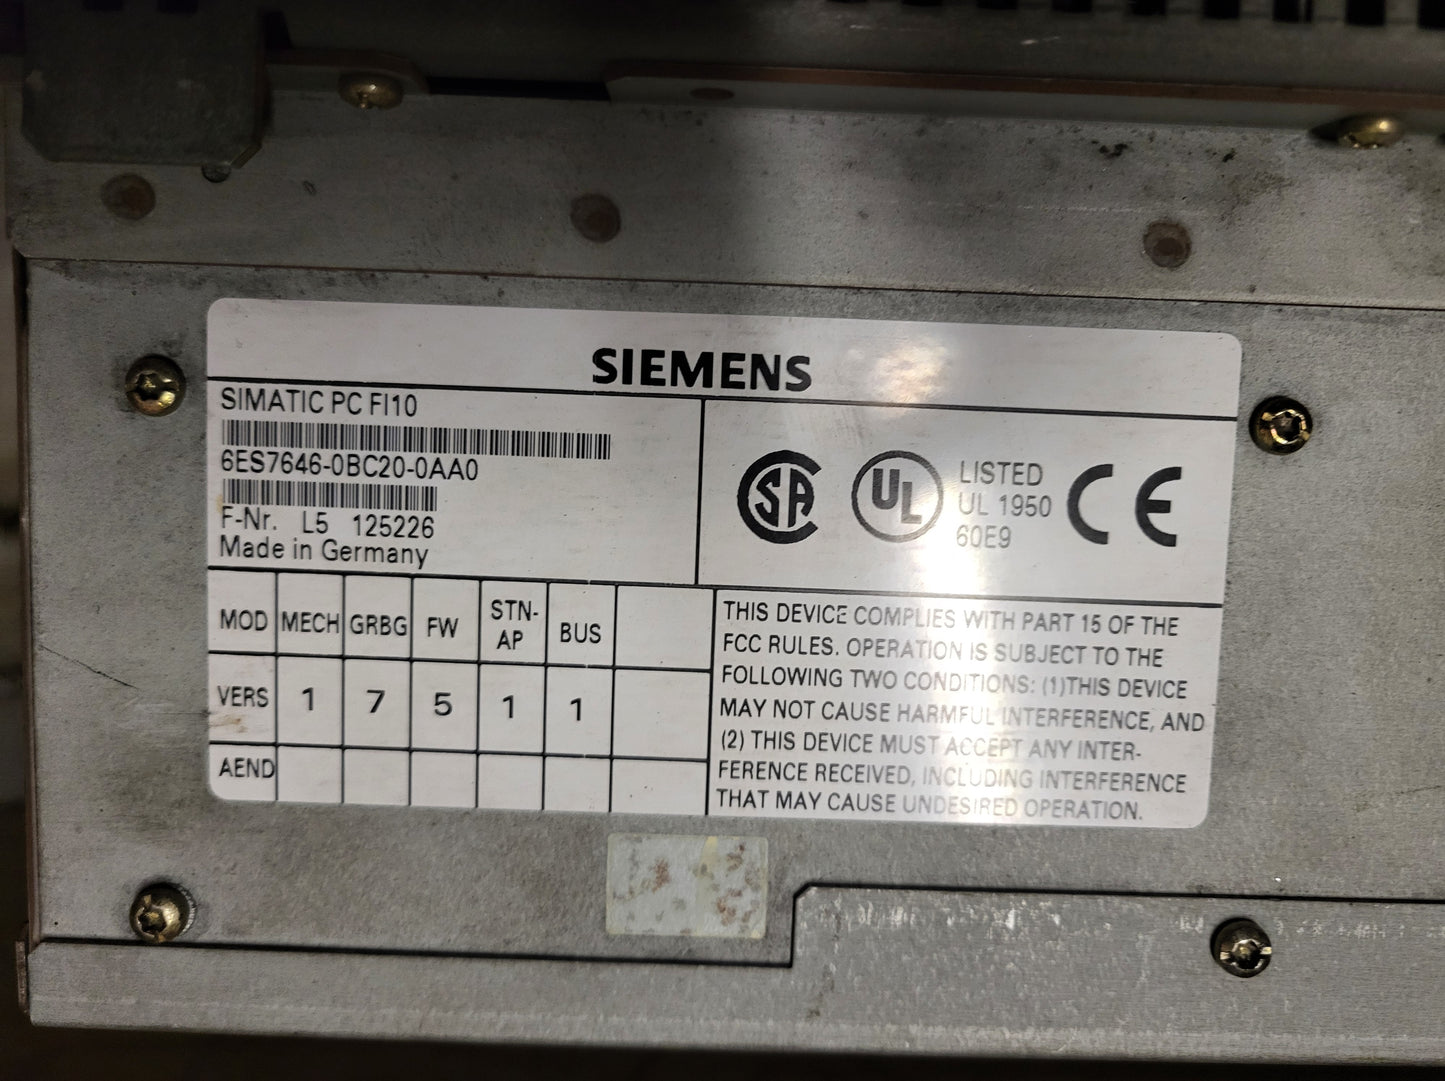 SIEMENS
SIMATIC PC FI10
6ES7646-0BC20-0AA0
F-Nr. L5 125226
Made in Germany
SA
UL
LISTED
UL 1950
60E9
CE
MOD MECH GRBG FW STN-AP BUS
VERS 1 7 5 1 1
AEND
THIS DEVICE COMPLIES WITH PART 15 OF THE
FCC RULES. OPERATION IS SUBJECT TO THE
FOLLOWING TWO CONDITIONS: (1)THIS DEVICE
MAY NOT CAUSE HARMFUL INTERFERENCE, AND
(2) THIS DEVICE MUST ACCEPT ANY INTER-
FERENCE RECEIVED, INCLUDING INTERFERENCE
THAT MAY CAUSE UNDESIRED OPERATION.